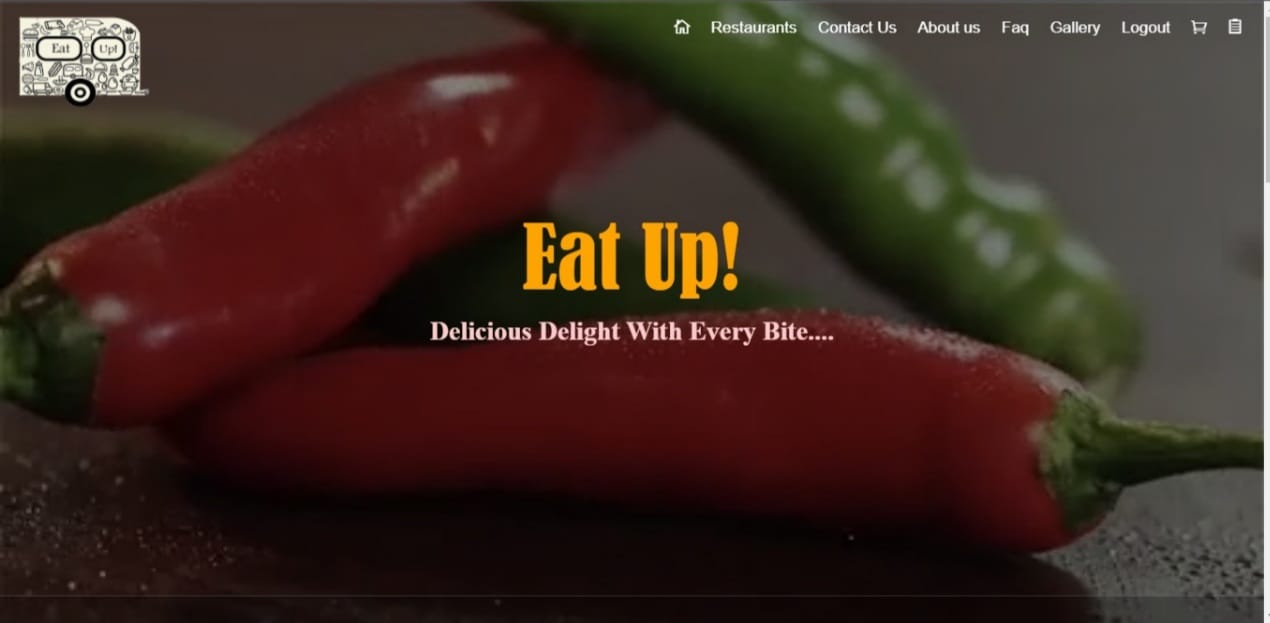 Eat Up!
Restaurants Contact Us About us Faq Gallery Logout
Eat Up!
Delicious Delight With Every Bite....